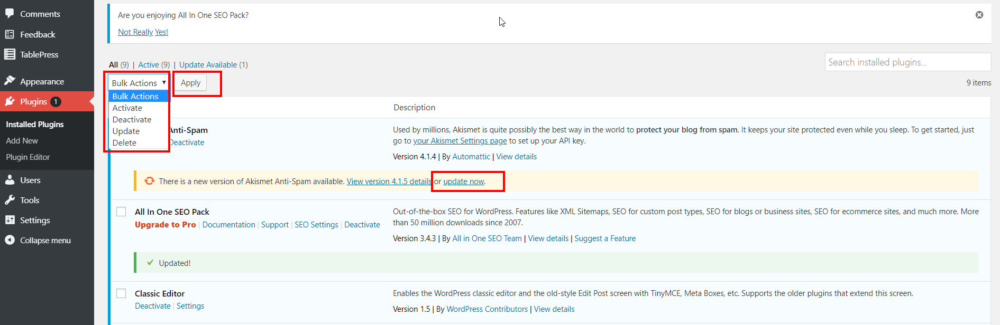 Comments
Feedback
TablePress
Appearance
Plugins 1
Installed Plugins
Add New
Plugin Editor
Users
Tools
Settings
Collapse menu
Are you enjoying All In One SEO Pack?
Not Really Yes!
All (9) | Active (9) | Update Available (1)
Search installed plugins...
Bulk Actions ▼ Apply
9 items
Bulk Actions
Activate
Deactivate
Update
Delete
Description
Anti-Spam
Deactivate
Used by millions, Akismet is quite possibly the best way in the world to protect your blog from spam. It keeps your site protected even while you sleep. To get started, just
go to your Akismet Settings page to set up your API key.
Version 4.1.4 | By Automattic | View details
There is a new version of Akismet Anti-Spam available. View version 4.1.5 details or update now.
All In One SEO Pack
Upgrade to Pro | Documentation | Support | SEO Settings | Deactivate
Out-of-the-box SEO for WordPress. Features like XML Sitemaps, SEO for custom post types, SEO for blogs or business sites, SEO for ecommerce sites, and much more. More
than 50 million downloads since 2007.
Version 3.4.3 | By All in One SEO Team | View details | Suggest a Feature
Updated!
Classic Editor
Deactivate | Settings
Enables the WordPress classic editor and the old-style Edit Post screen with TinyMCE, Meta Boxes, etc. Supports the older plugins that extend this screen.
Version 1.5 | By WordPress Contributors | View details